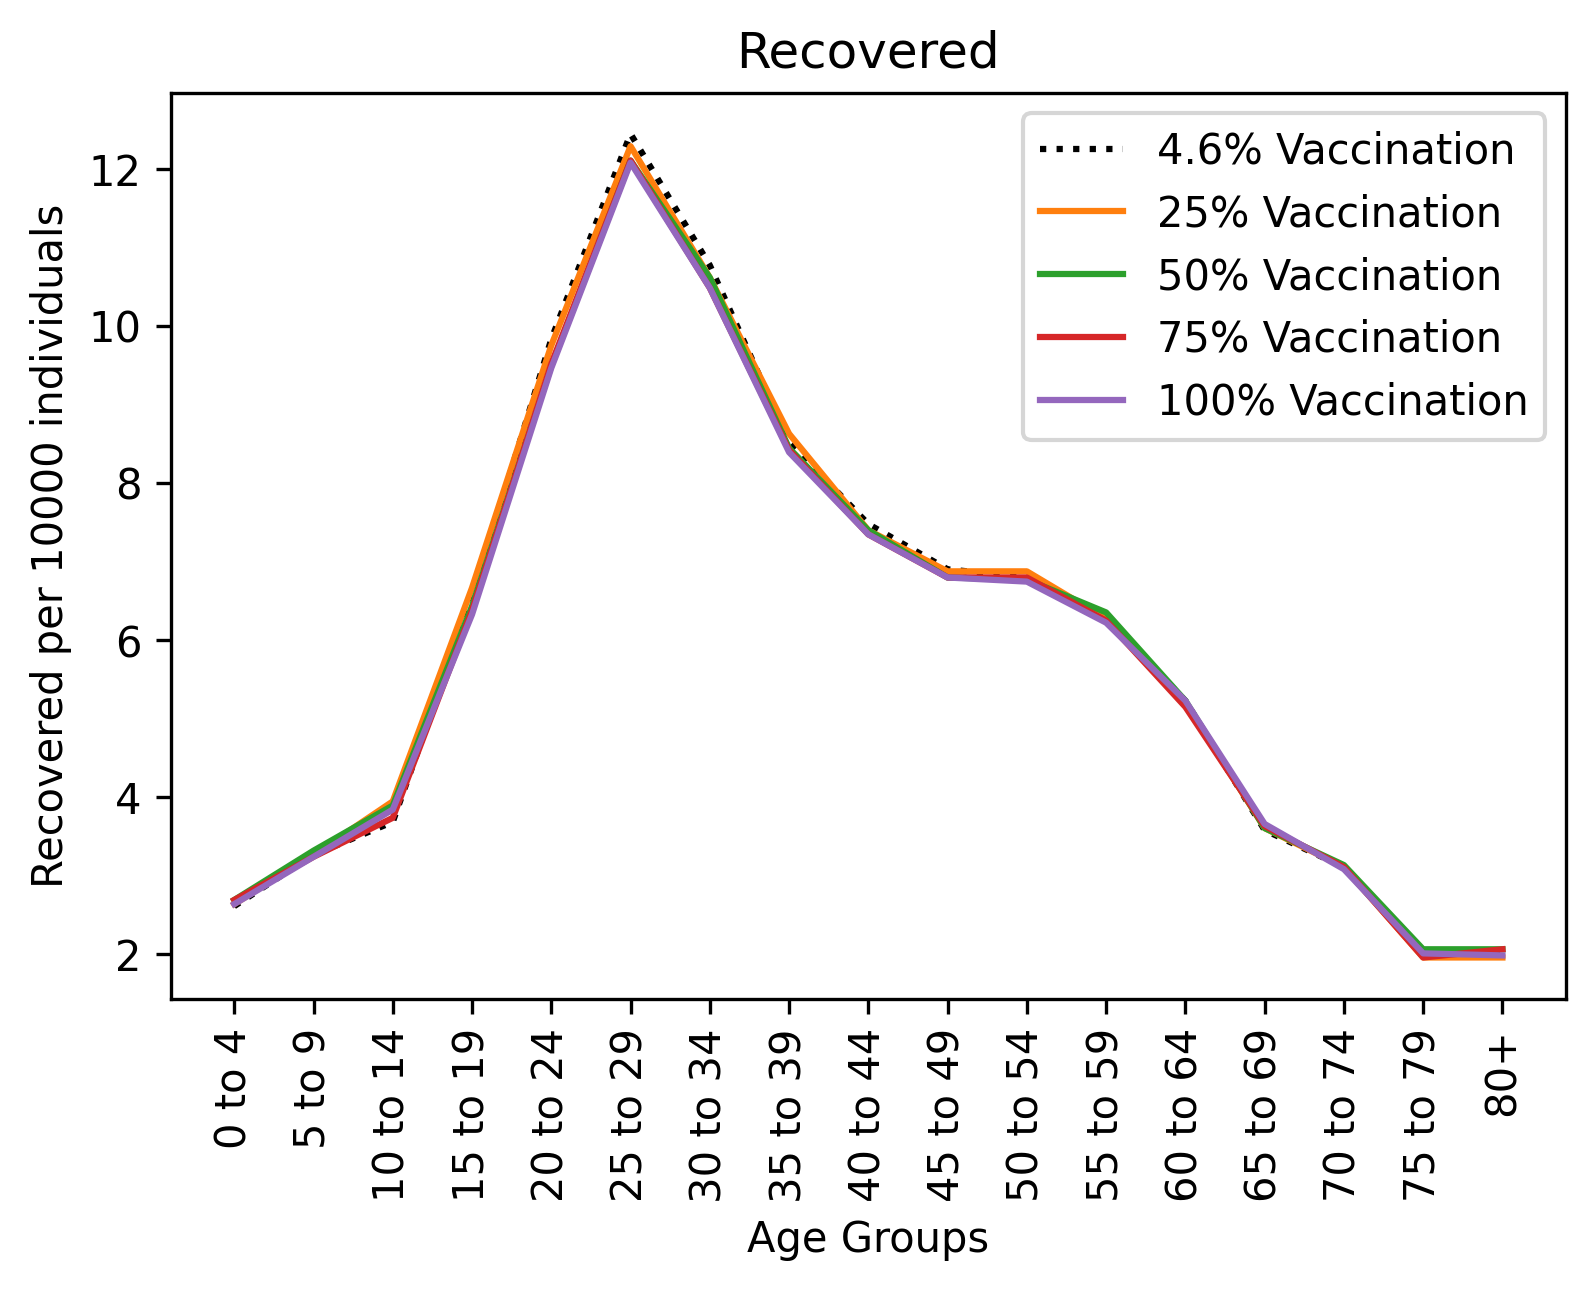 Recovered
12
10
8
6
4
2
Recovered per 10000 individuals
4.6% Vaccination
25% Vaccination
50% Vaccination
75% Vaccination
100% Vaccination
0 to 4
5 to 9
10 to 14
15 to 19
20 to 24
25 to 29
30 to 34
35 to 39
40 to 44
45 to 49
50 to 54
55 to 59
60 to 64
65 to 69
70 to 74
75 to 79
80+
Age Groups